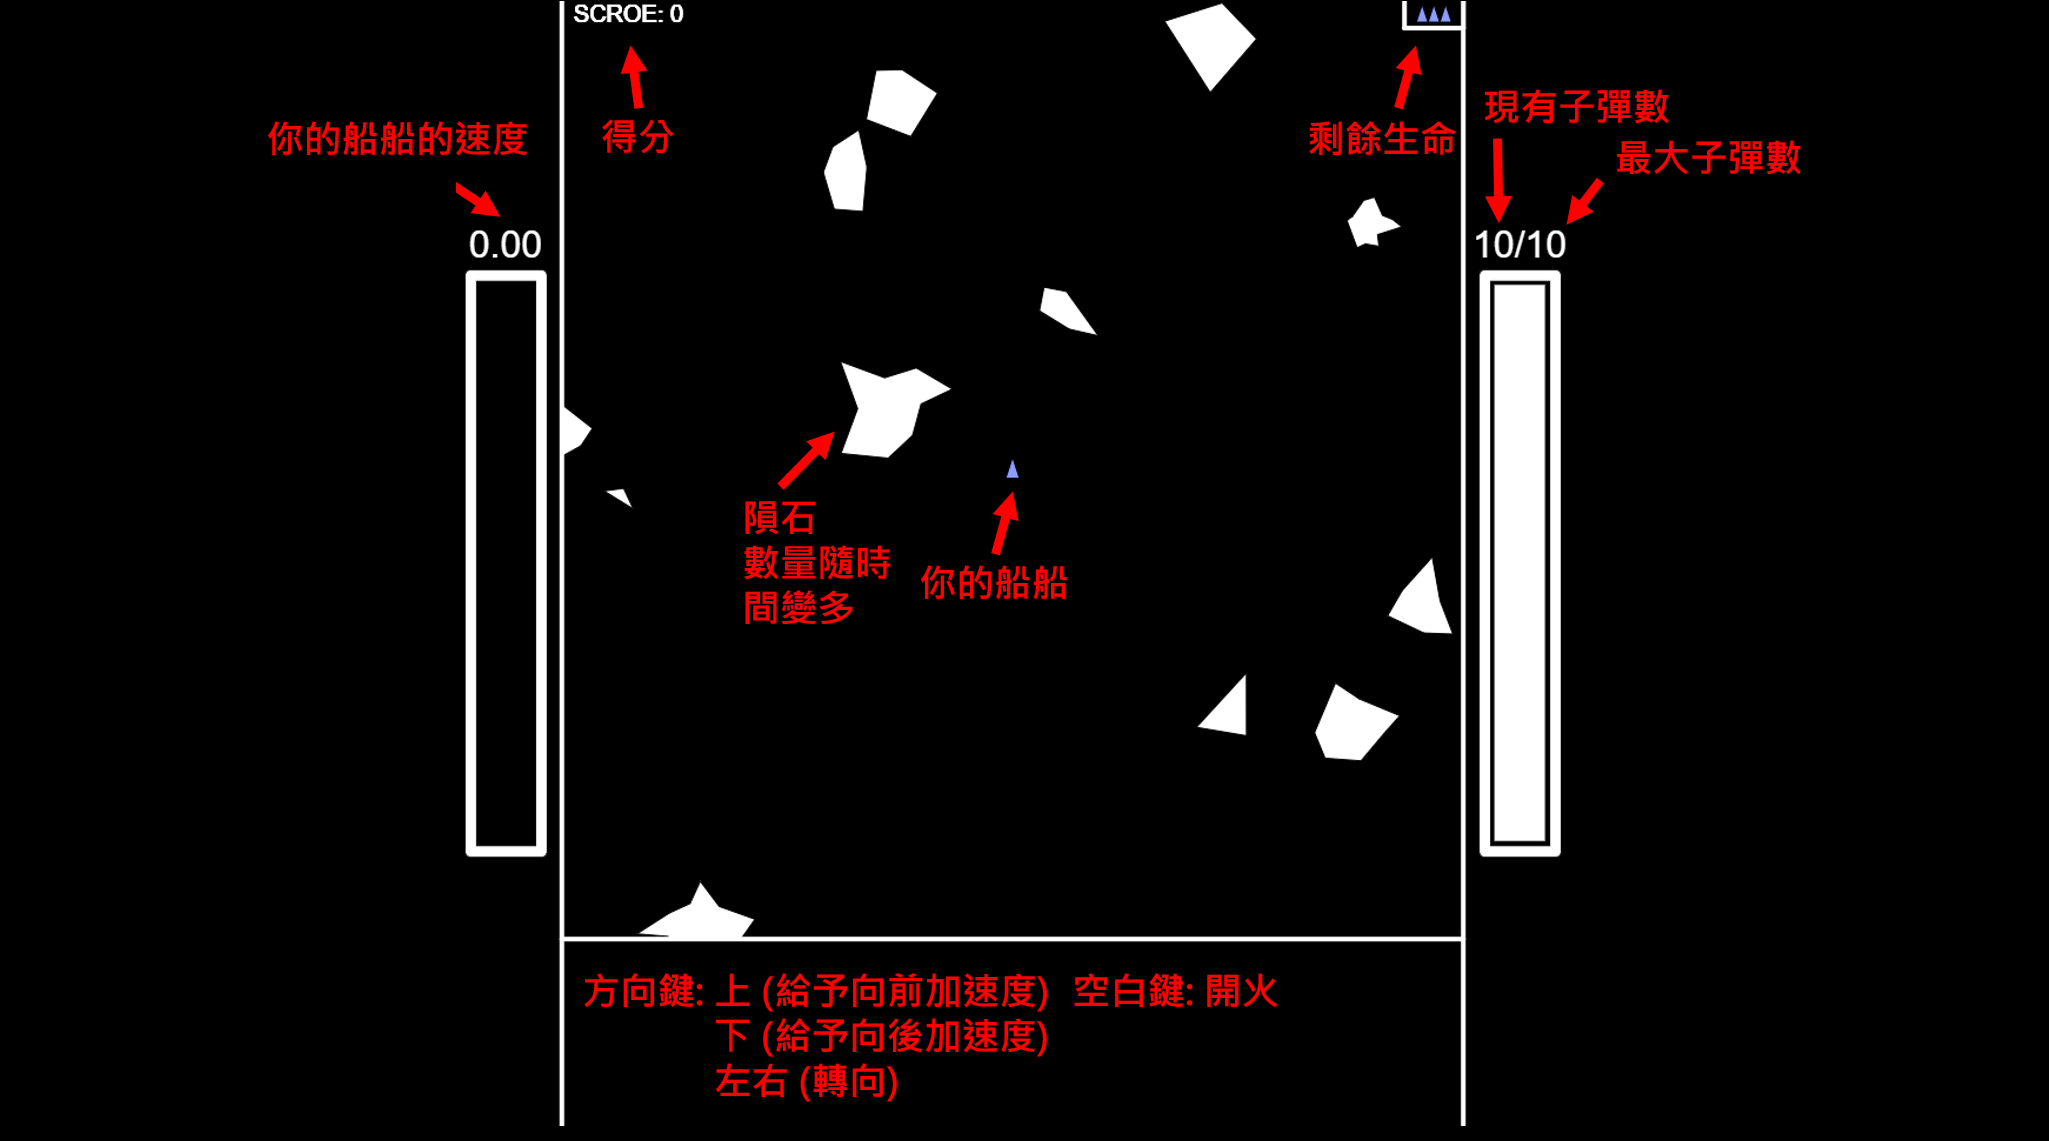 SCROE: 0
得分
你的船船的速度
0.00
剩餘生命
現有子彈數
最大子彈數
10/10
隕石
數量隨時
間變多
你的船船
方向鍵: 上 (給予向前加速度) 空白鍵: 開火
下 (給予向後加速度)
左右 (轉向)